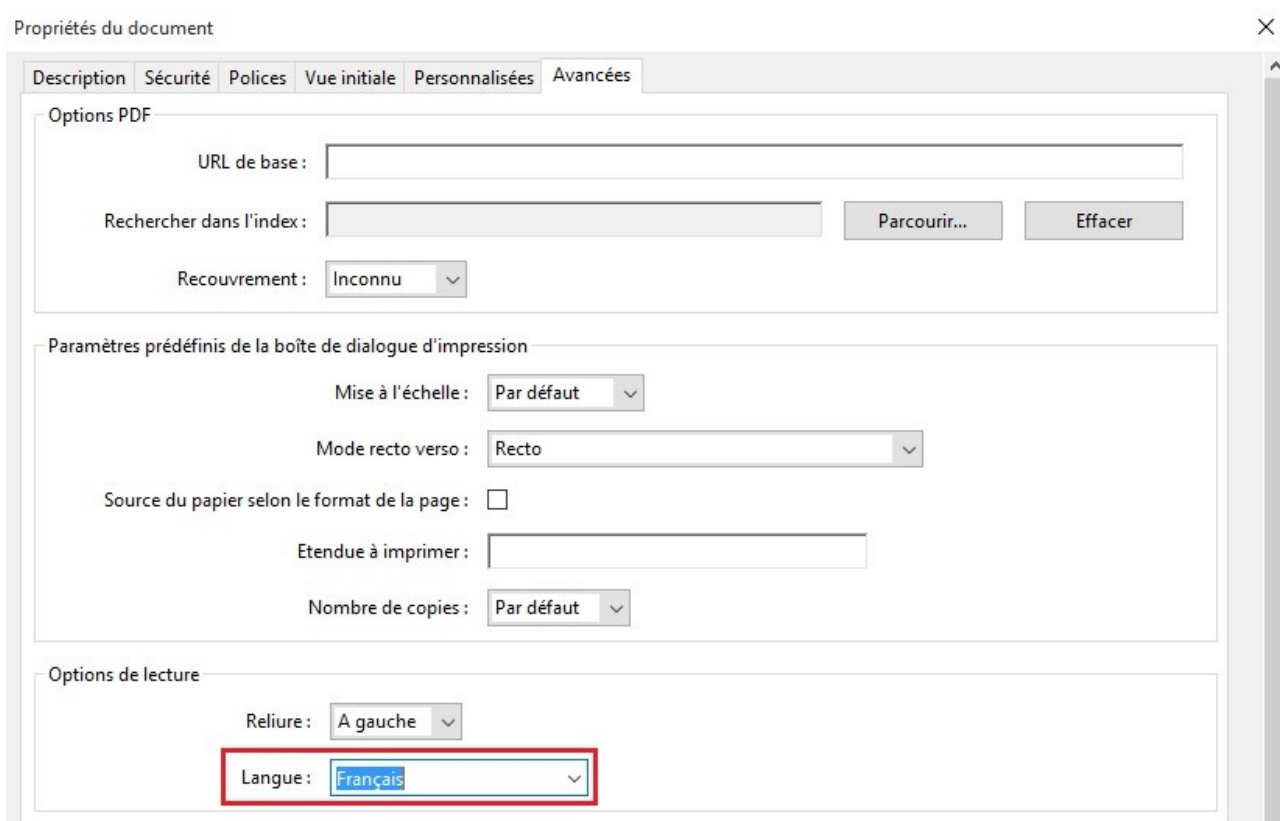 Propriétés du document
Description Sécurité Polices Vue initiale Personnalisées Avancées
Options PDF
URL de base :
Rechercher dans l'index : Parcourir... Effacer
Recouvrement : Inconnu
Paramètres prédéfinis de la boîte de dialogue d'impression
Mise à l'échelle : Par défaut
Mode recto verso : Recto
Source du papier selon le format de la page :
Etendue à imprimer :
Nombre de copies : Par défaut
Options de lecture
Reliure : A gauche
Langue : Français